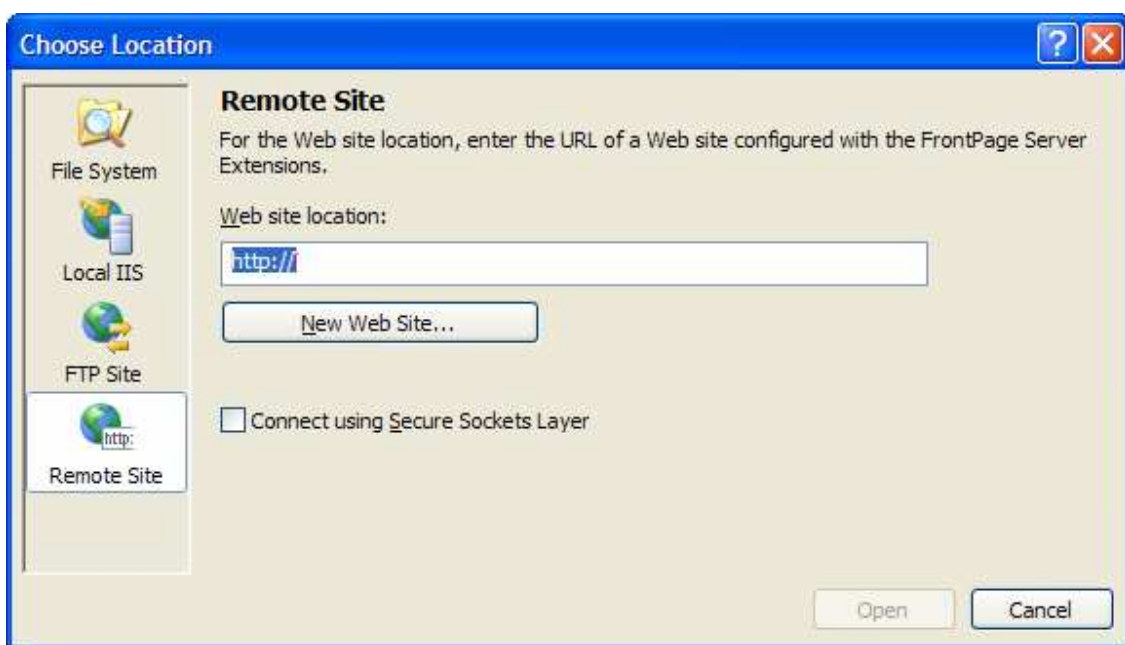 Choose Location
File System
Local IIS
FTP Site
http:
Remote Site
Remote Site
For the Web site location, enter the URL of a Web site configured with the FrontPage Server
Extensions.
Web site location:
http://
New Web Site...
Connect using Secure Sockets Layer
Open
Cancel